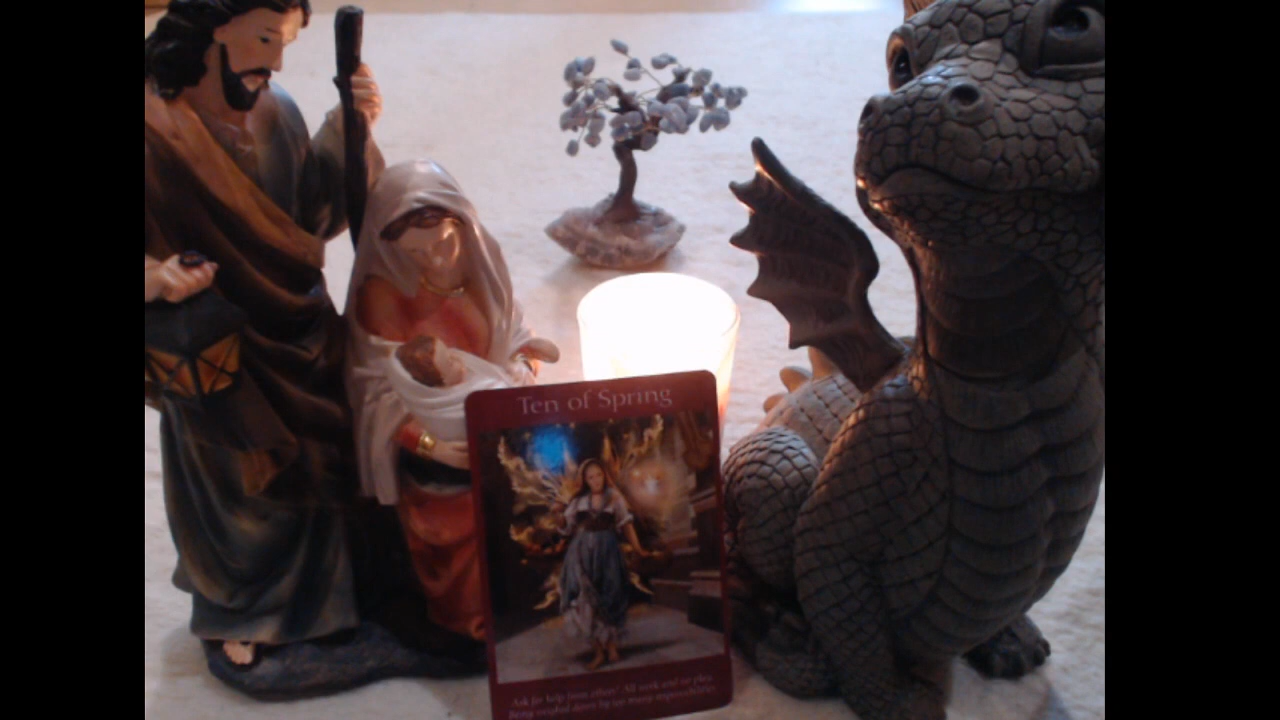 Ten of Spring
Ask for help from others! All work and no play.
Being weighed down by too many responsibilities.